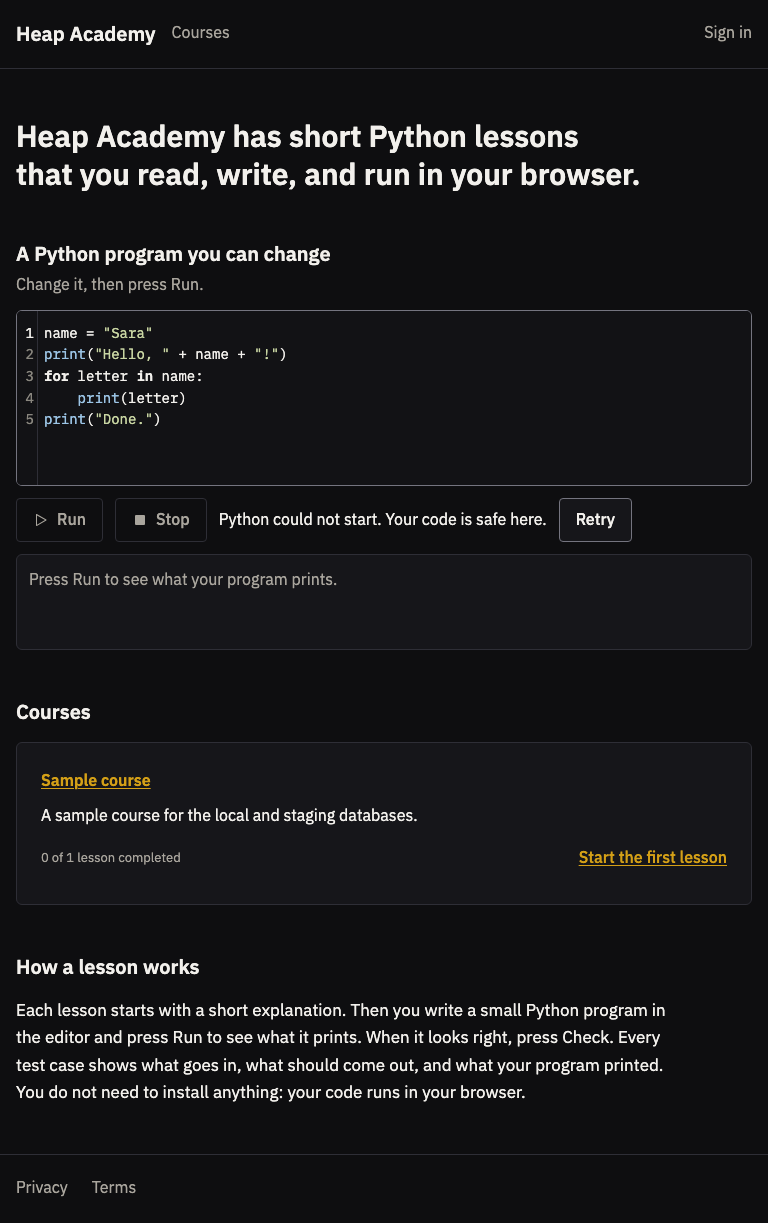 Heap Academy Courses Sign in
Heap Academy has short Python lessons
that you read, write, and run in your browser.
A Python program you can change
Change it, then press Run.
1 name = "Sara"
2 print("Hello, " + name + "!")
3 for letter in name:
4     print(letter)
5 print("Done.")
Run Stop Python could not start. Your code is safe here. Retry
Press Run to see what your program prints.
Courses
Sample course
A sample course for the local and staging databases.
0 of 1 lesson completed Start the first lesson
How a lesson works
Each lesson starts with a short explanation. Then you write a small Python program in
the editor and press Run to see what it prints. When it looks right, press Check. Every
test case shows what goes in, what should come out, and what your program printed.
You do not need to install anything: your code runs in your browser.
Privacy Terms